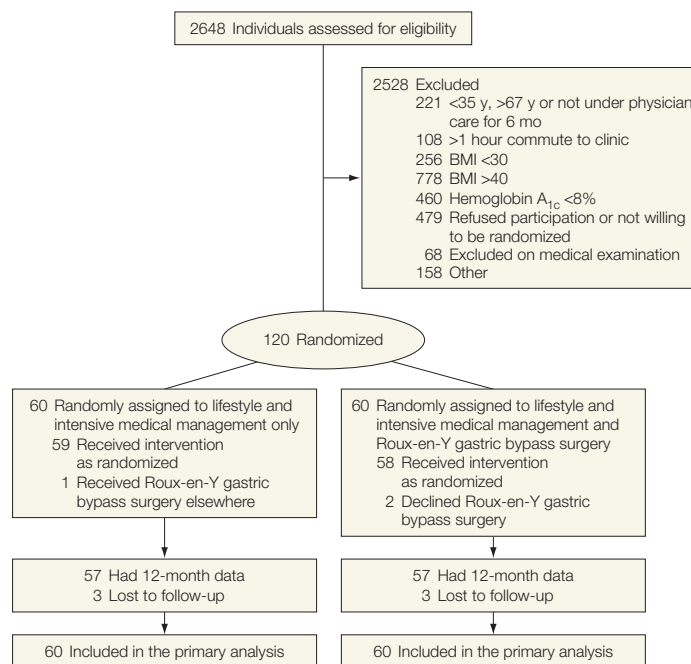 2648 Individuals assessed for eligibility
2528 Excluded
221 <35 y, >67 y or not under physician
care for 6 mo
108 >1 hour commute to clinic
256 BMI <30
778 BMI >40
460 Hemoglobin A1c <8%
479 Refused participation or not willing
to be randomized
68 Excluded on medical examination
158 Other
120 Randomized
60 Randomly assigned to lifestyle and
intensive medical management only
59 Received intervention
as randomized
1 Received Roux-en-Y gastric
bypass surgery elsewhere
60 Randomly assigned to lifestyle and
intensive medical management and
Roux-en-Y gastric bypass surgery
58 Received intervention
as randomized
2 Declined Roux-en-Y gastric
bypass surgery
57 Had 12-month data
3 Lost to follow-up
57 Had 12-month data
3 Lost to follow-up
60 Included in the primary analysis
60 Included in the primary analysis